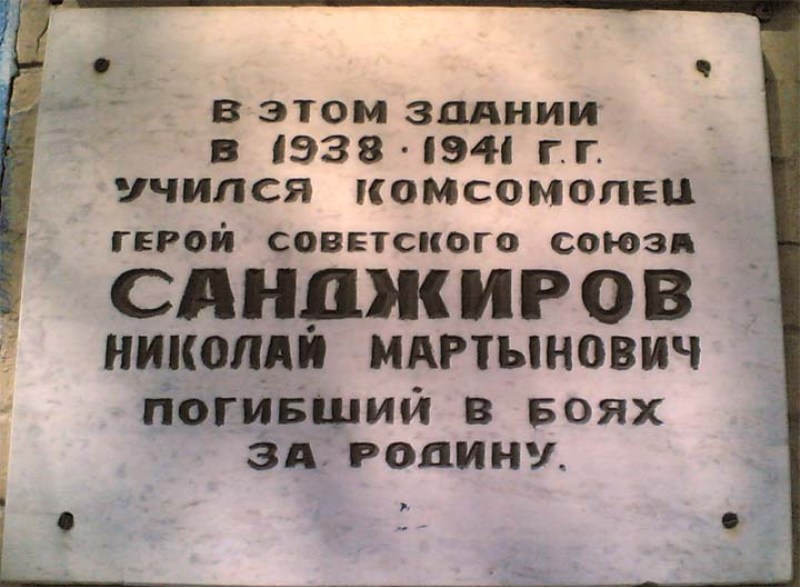 В ЭТОМ ЗДАНИИ
В 1938 · 1941 Г.Г.
УЧИЛСЯ КОМСОМОЛЕЦ
ГЕРОЙ СОВЕТСКОГО СОЮЗА
САНДЖИРОВ
НИКОЛАЙ МАРТЫНОВИЧ
ПОГИБШИЙ В БОЯХ
ЗА РОДИНУ.